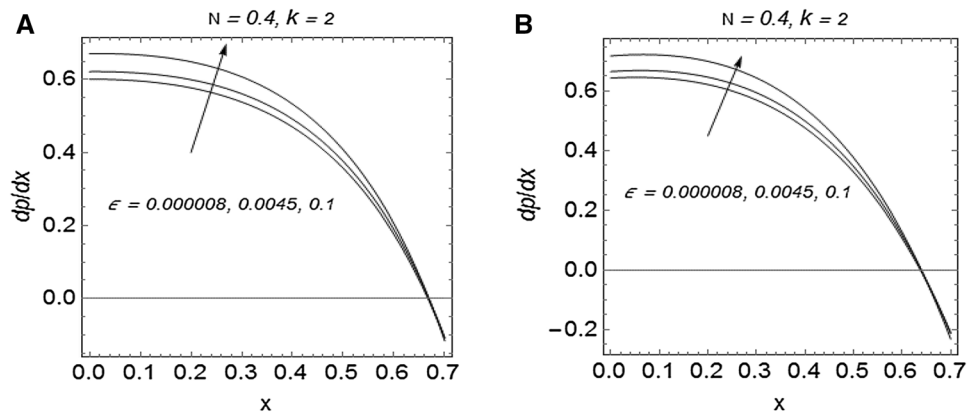 A
N = 0.4, k = 2
dp/dx
0.6
0.4
0.2
0.0
ϵ = 0.000008, 0.0045, 0.1
0.0 0.1 0.2 0.3 0.4 0.5 0.6 0.7
x
B
N = 0.4, k = 2
dp/dx
0.6
0.4
0.2
0.0
−0.2
ϵ = 0.000008, 0.0045, 0.1
0.0 0.1 0.2 0.3 0.4 0.5 0.6 0.7
x